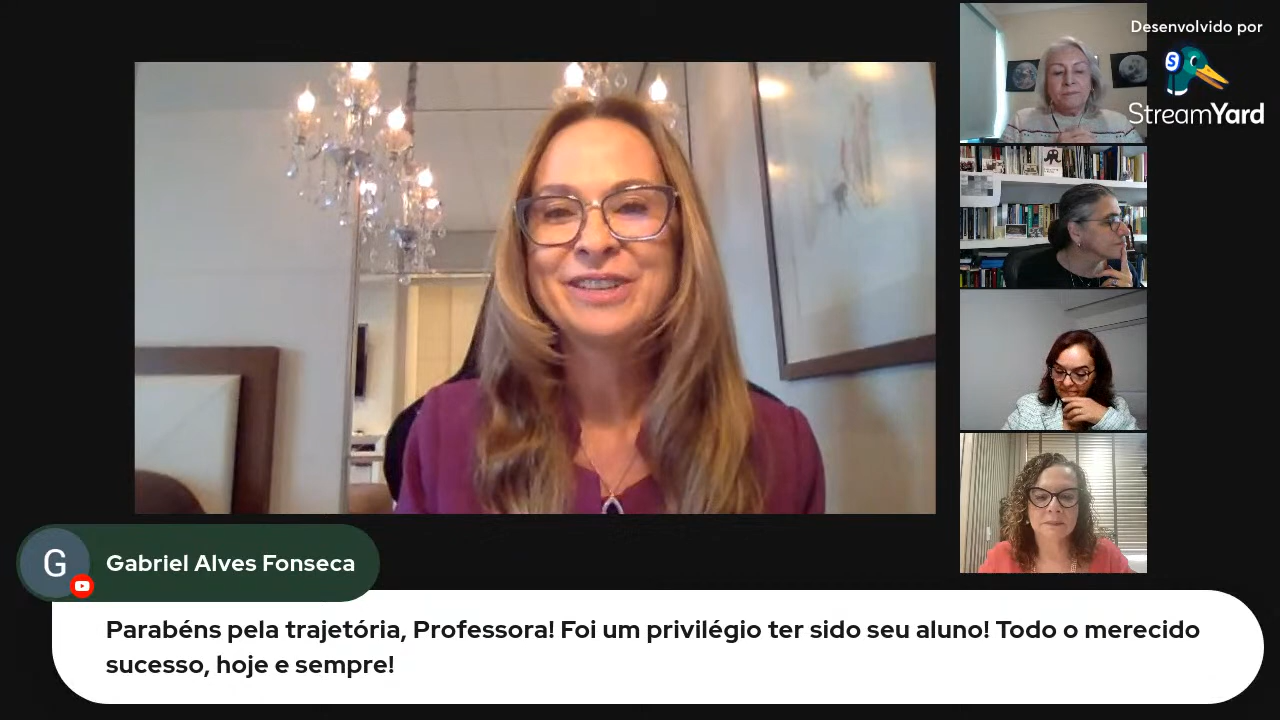 Desenvolvido por
StreamYard
G
Gabriel Alves Fonseca
Parabéns pela trajetória, Professora! Foi um privilégio ter sido seu aluno! Todo o merecido
sucesso, hoje e sempre!